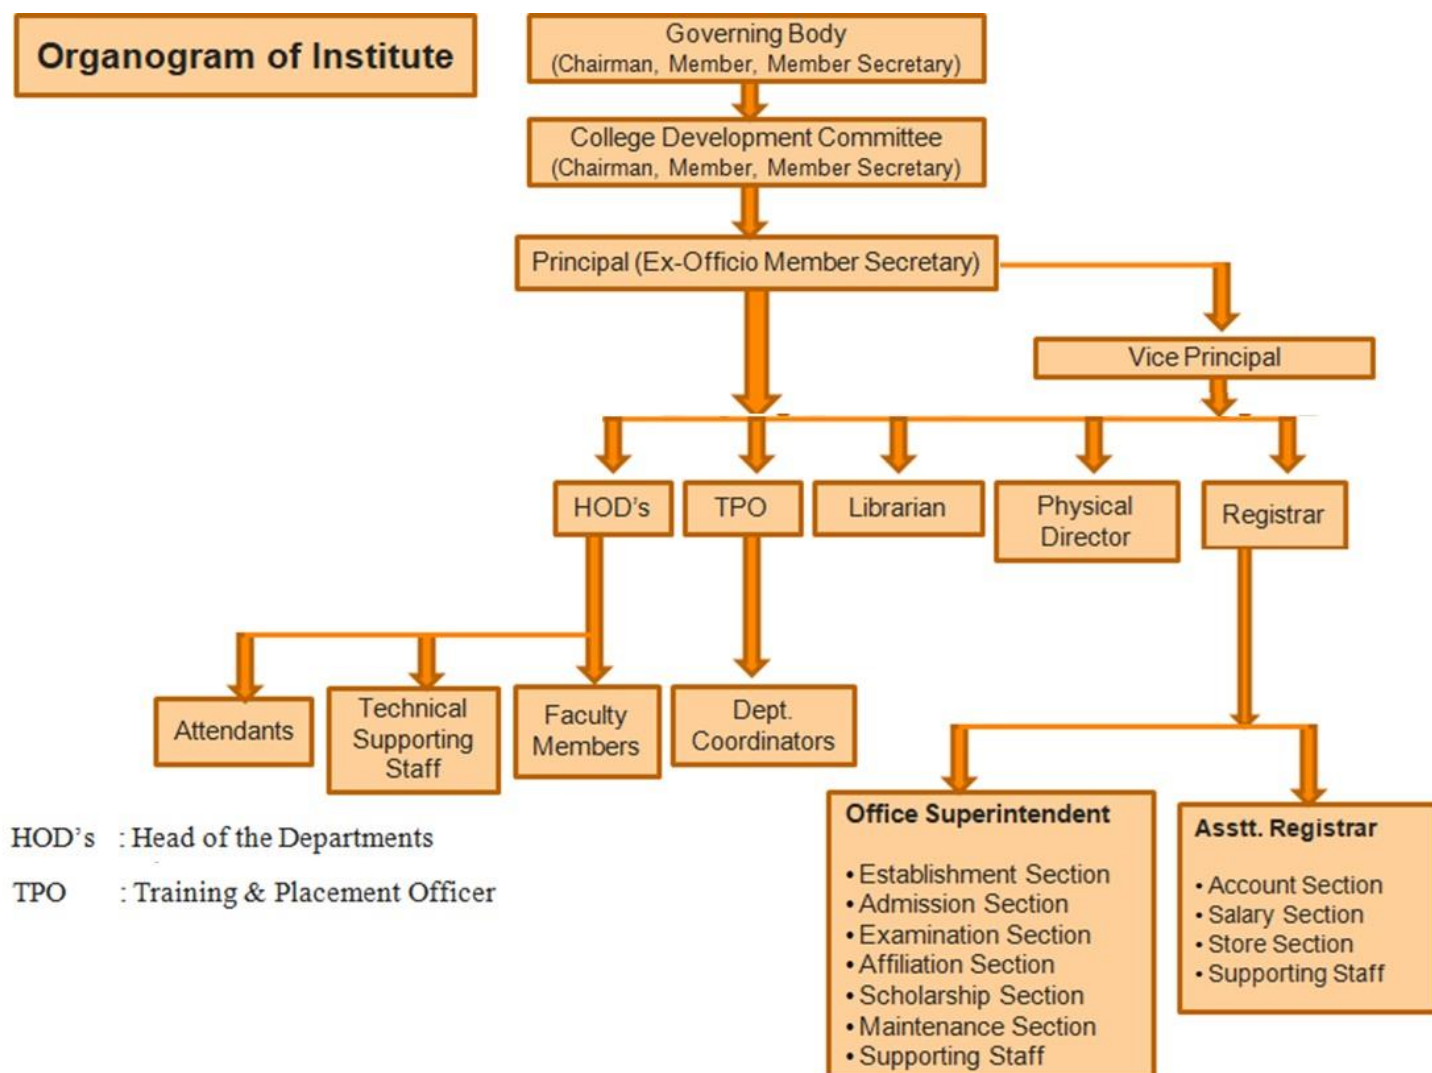 Organogram of Institute
Governing Body
(Chairman, Member, Member Secretary)
College Development Committee
(Chairman, Member, Member Secretary)
Principal (Ex-Officio Member Secretary)
Vice Principal
HOD's
TPO
Librarian
Physical
Director
Registrar
Attendants
Technical
Supporting
Staff
Faculty
Members
Dept.
Coordinators
Office Superintendent
• Establishment Section
• Admission Section
• Examination Section
• Affiliation Section
• Scholarship Section
• Maintenance Section
• Supporting Staff
Asstt. Registrar
• Account Section
• Salary Section
• Store Section
• Supporting Staff
HOD's : Head of the Departments
TPO : Training & Placement Officer